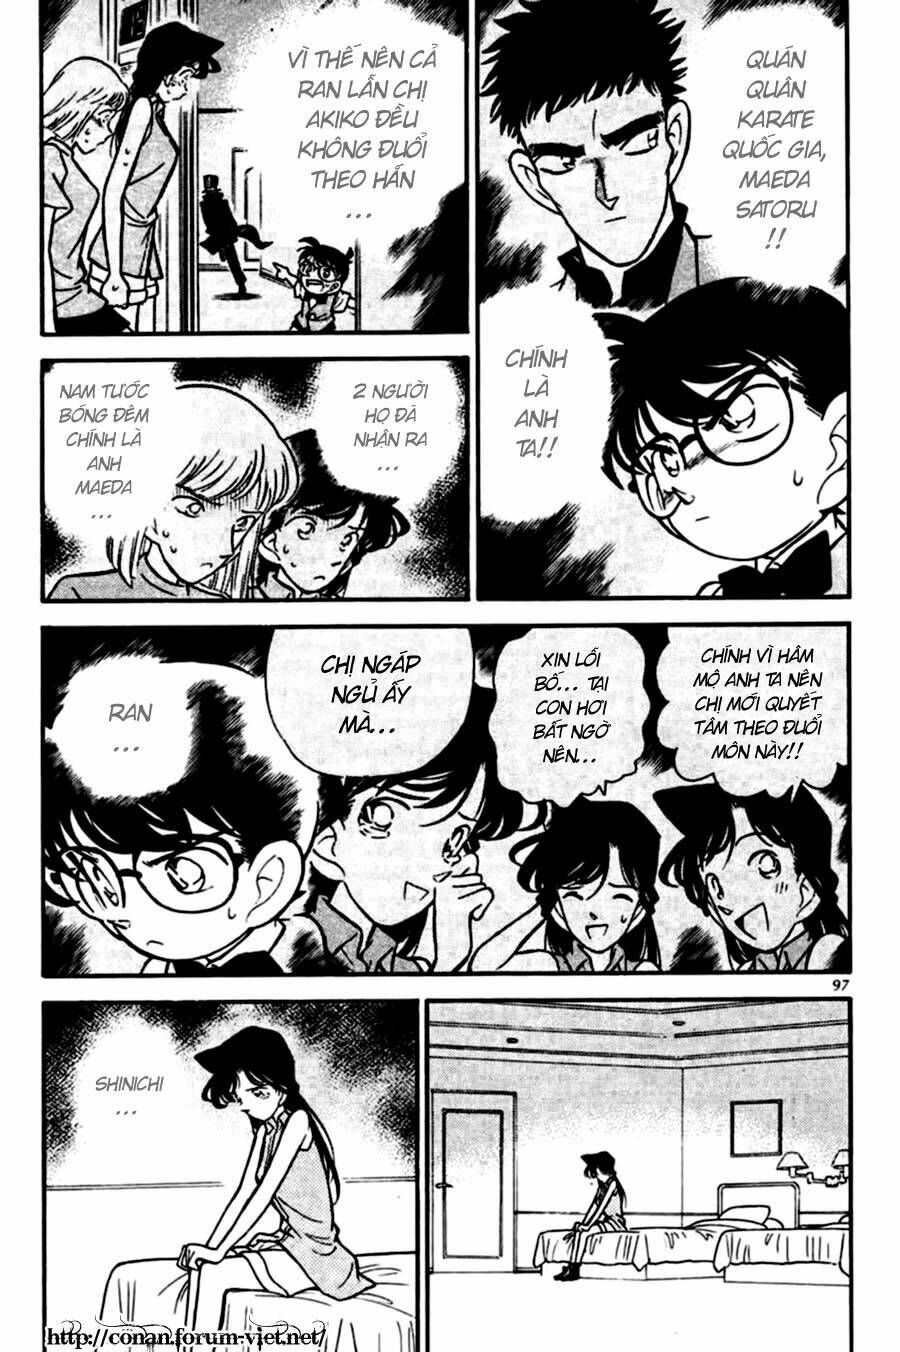 VÌ THẾ NÊN CẢ
RAN LẪN CHỊ
AKIKO ĐỀU
KHÔNG ĐUỔI
THEO HẮN
...
QUÁN
QUÂN
KARATE
QUỐC GIA,
MAEDA
SATORU
!!
CHÍNH
LÀ
ANH
TA!!
NAM TƯỚC
BÓNG ĐÊM
CHÍNH LÀ
ANH
MAEDA
...
2 NGƯỜI
HỌ ĐÃ
NHẬN RA
...
RAN
...
CHỊ NGÁP
NGỦ ẤY
MÀ...
XIN LỖI
BỐ... TẠI
CON HƠI
BẤT NGỜ
NÊN...
CHÍNH VÌ HÂM
MỘ ANH TA NÊN
CHỊ MỚI QUYẾT
TÂM THEO ĐUỔI
MÔN NÀY!!
97
SHINICHI
...
http://conan.forum-viet.net/